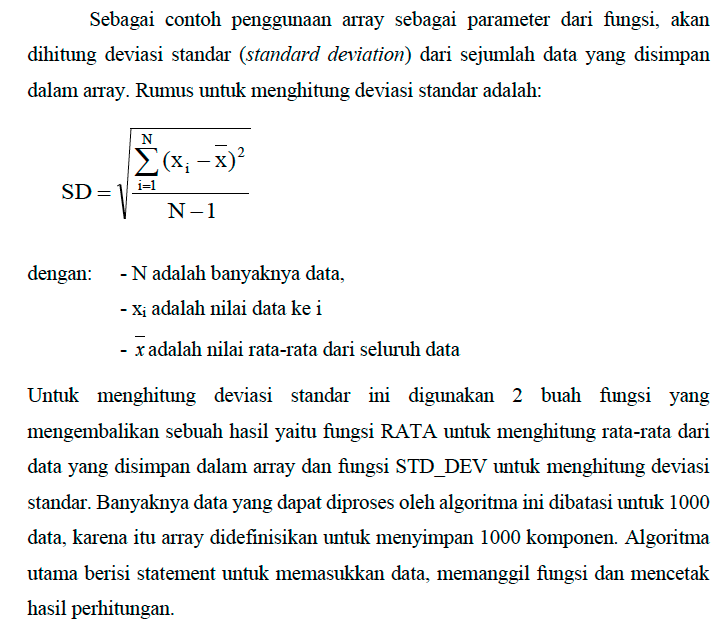 Sebagai contoh penggunaan array sebagai parameter dari fungsi, akan
dihitung deviasi standar (standard deviation) dari sejumlah data yang disimpan
dalam array. Rumus untuk menghitung deviasi standar adalah:
SD = √(∑_{i=1}^{N} (x_i − x̄)² / (N − 1))
dengan: - N adalah banyaknya data,
- x_i adalah nilai data ke i
- x̄ adalah nilai rata-rata dari seluruh data
Untuk menghitung deviasi standar ini digunakan 2 buah fungsi yang
mengembalikan sebuah hasil yaitu fungsi RATA untuk menghitung rata-rata dari
data yang disimpan dalam array dan fungsi STD_DEV untuk menghitung deviasi
standar. Banyaknya data yang dapat diproses oleh algoritma ini dibatasi untuk 1000
data, karena itu array didefinisikan untuk menyimpan 1000 komponen. Algoritma
utama berisi statement untuk memasukkan data, memanggil fungsi dan mencetak
hasil perhitungan.